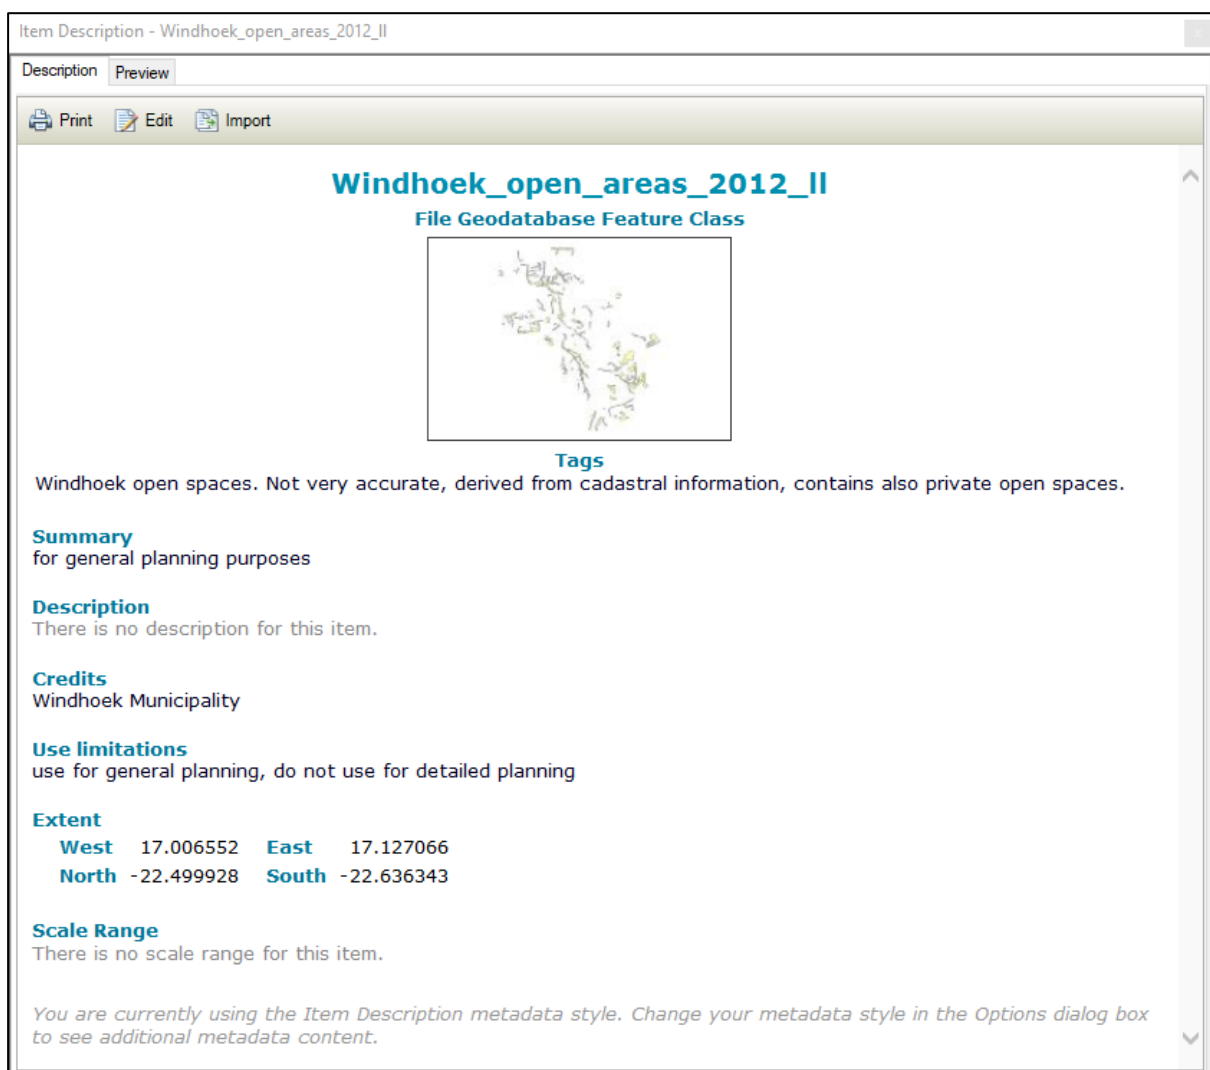 Item Description - Windhoek_open_areas_2012_ll
Description Preview
Print Edit Import
Windhoek_open_areas_2012_ll
File Geodatabase Feature Class
Tags
Windhoek open spaces. Not very accurate, derived from cadastral information, contains also private open spaces.
Summary
for general planning purposes
Description
There is no description for this item.
Credits
Windhoek Municipality
Use limitations
use for general planning, do not use for detailed planning
Extent
West 17.006552 East 17.127066
North -22.499928 South -22.636343
Scale Range
There is no scale range for this item.
You are currently using the Item Description metadata style. Change your metadata style in the Options dialog box
to see additional metadata content.